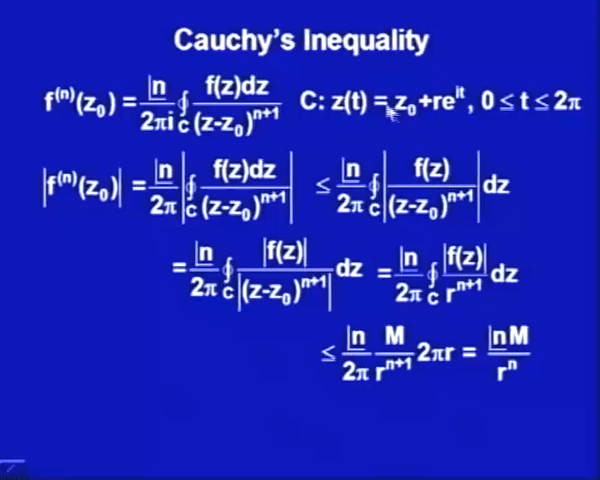 Cauchy's Inequality
f⁽ⁿ⁾(z₀) = |n̲/2πi ∮_C f(z)dz/(z-z₀)ⁿ⁺¹ C: z(t) = z₀+reⁱᵗ, 0 ≤ t ≤ 2π
|f⁽ⁿ⁾(z₀)| = |n̲/2π |∮_C f(z)dz/(z-z₀)ⁿ⁺¹| ≤ |n̲/2π ∮_C |f(z)/(z-z₀)ⁿ⁺¹| dz
= |n̲/2π ∮_C |f(z)|/|(z-z₀)ⁿ⁺¹| dz = |n̲/2π ∮_C |f(z)|/rⁿ⁺¹ dz
≤ |n̲/2π M/rⁿ⁺¹ 2πr = |n̲M/rⁿ